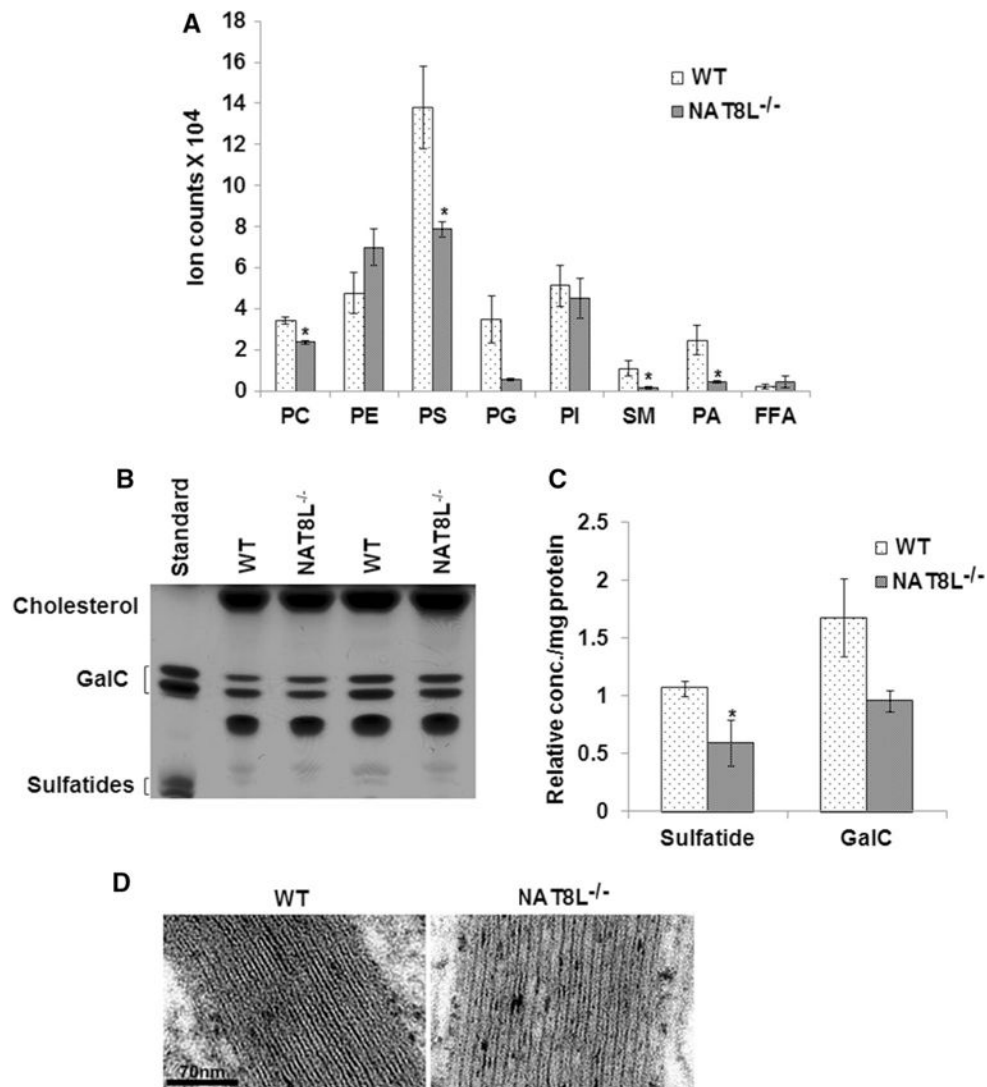 A
18
16
14
12
10
8
6
4
2
0
Ion counts X 104
WT
NAT8L-/-
*
*
*
*
PC PE PS PG PI SM PA FFA
B
Standard
WT
NAT8L-/-
WT
NAT8L-/-
Cholesterol
GalC
Sulfatides
C
2.5
2
1.5
1
0.5
0
Relative conc./mg protein
WT
NAT8L-/-
*
Sulfatide GalC
D
WT NAT8L-/-
70nm